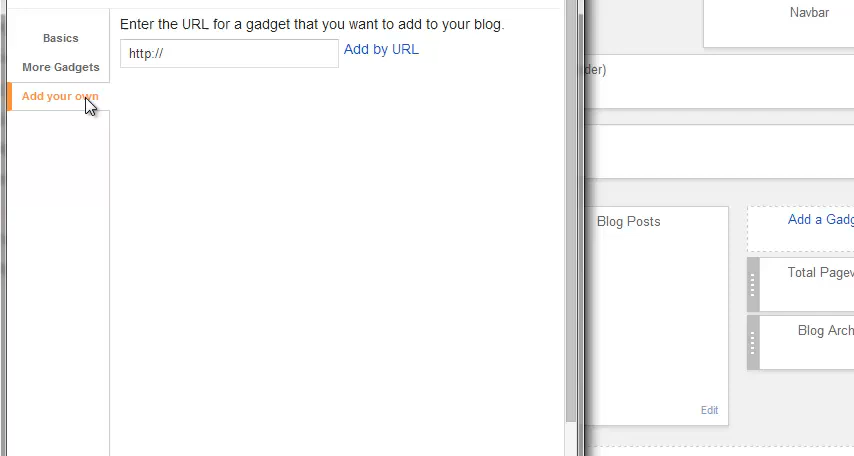 Enter the URL for a gadget that you want to add to your blog.
Basics
http://
Add by URL
More Gadgets
Add your own
Navbar
der)
Blog Posts
Add a Gadg
Total Pagev
Blog Arch
Edit